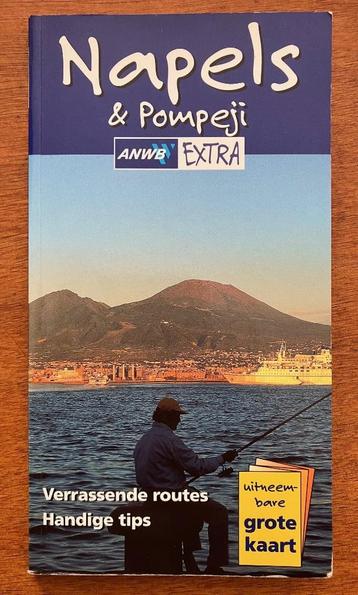 Napels
& Pompeji
ANWB EXTRA
Verrassende routes
Handige tips
uitneem-
bare
grote
kaart